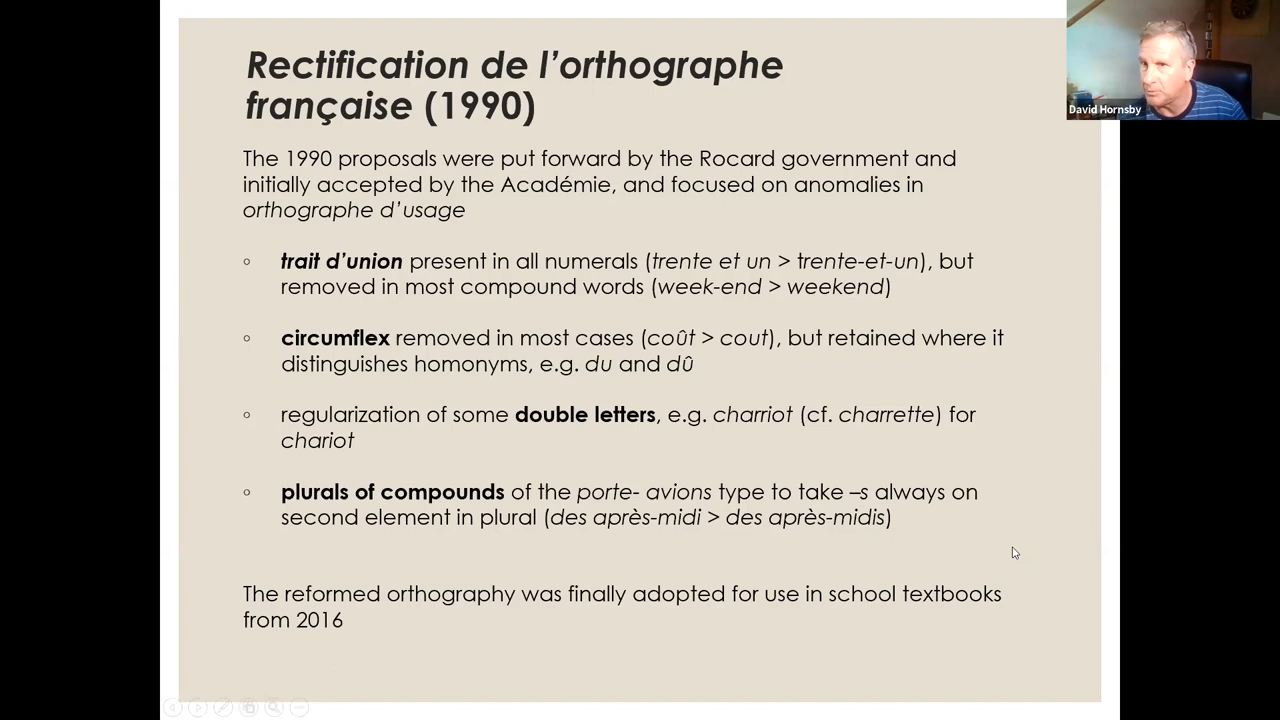 Rectification de l’orthographe
française (1990)
David Hornsby
The 1990 proposals were put forward by the Rocard government and
initially accepted by the Académie, and focused on anomalies in
orthographe d’usage
trait d’union present in all numerals (trente et un > trente-et-un), but
removed in most compound words (week-end > weekend)
circumflex removed in most cases (coût > cout), but retained where it
distinguishes homonyms, e.g. du and dû
regularization of some double letters, e.g. charriot (cf. charrette) for
chariot
plurals of compounds of the porte- avions type to take –s always on
second element in plural (des après-midi > des après-midis)
The reformed orthography was finally adopted for use in school textbooks
from 2016